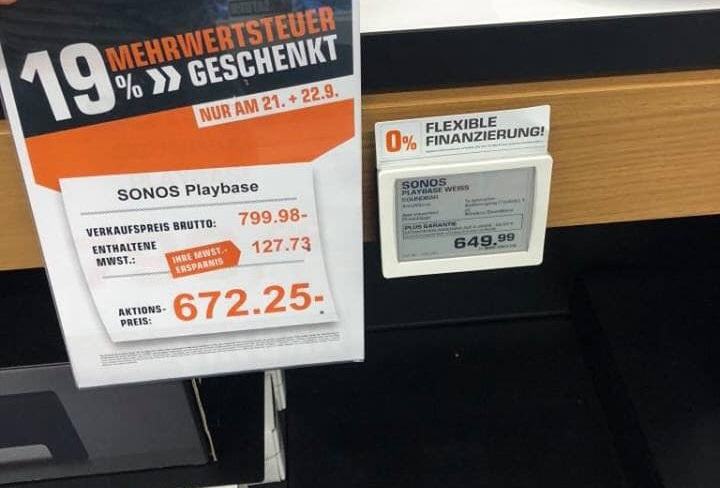 19% »
MEHRWERTSTEUER
GESCHENKT
NUR AM 21. + 22.9.
SONOS Playbase
VERKAUFSPREIS BRUTTO: 799.98-
ENTHALTENE MWST.: 127.73
IHRE MWST.-
ERSPARNIS
AKTIONS-
PREIS: 672.25-
0% FLEXIBLE
FINANZIERUNG!
SONOS
PLAYBASE WEISS
SOUNDBAR
PLUS GARANTIE
649.99